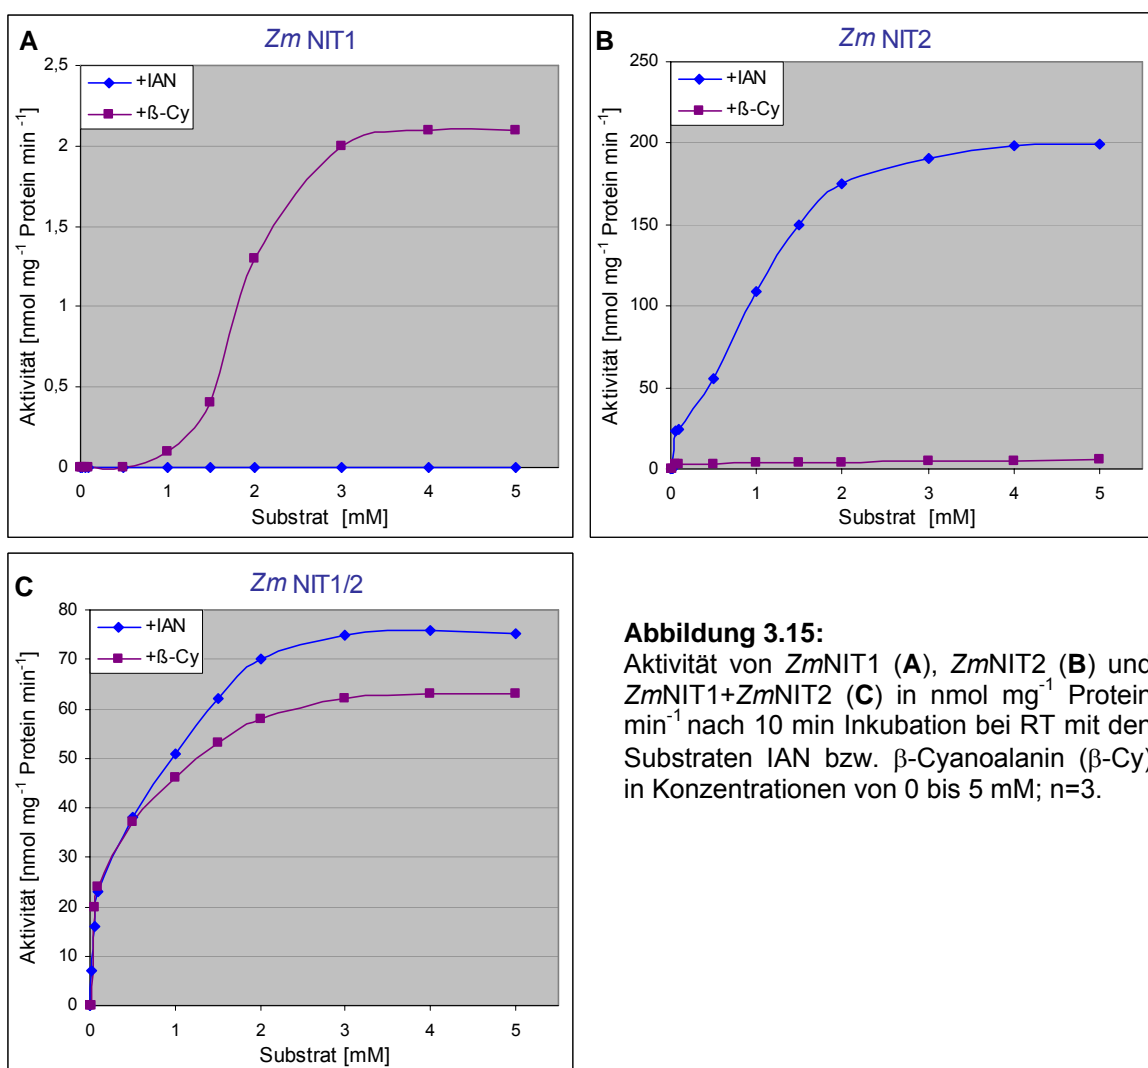 A
Zm NIT1
+IAN
+ß-Cy
Aktivität [nmol mg⁻¹ Protein min⁻¹]
2,5
2
1,5
1
0,5
0
0 1 2 3 4 5
Substrat [mM]
B
Zm NIT2
+IAN
+ß-Cy
Aktivität [nmol mg⁻¹ Protein min⁻¹]
250
200
150
100
50
0
0 1 2 3 4 5
Substrat [mM]
C
Zm NIT1/2
+IAN
+ß-Cy
Aktivität [nmol mg⁻¹ Protein min⁻¹]
80
70
60
50
40
30
20
10
0
0 1 2 3 4 5
Substrat [mM]
Abbildung 3.15:
Aktivität von ZmNIT1 (A), ZmNIT2 (B) und
ZmNIT1+ZmNIT2 (C) in nmol mg⁻¹ Protein
min⁻¹ nach 10 min Inkubation bei RT mit den
Substraten IAN bzw. β-Cyanoalanin (β-Cy)
in Konzentrationen von 0 bis 5 mM; n=3.